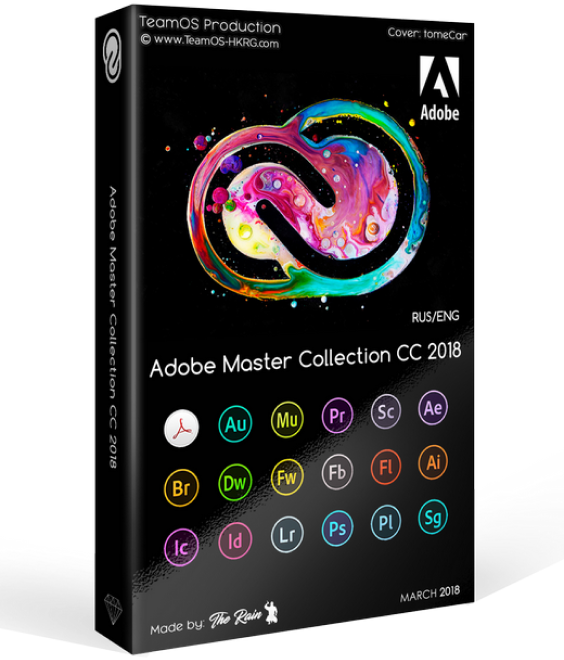 TeamOS Production
© www.TeamOS-HKRG.com
Cover: tomeCar
Adobe
RUS/ENG
Adobe Master Collection CC 2018
Adobe Master Collection CC 2018
Au Mu Pr Sc Ae
Br Dw Fw Fb Fl Ai
Ic Id Lr Ps Pl Sg
MARCH 2018
Made by: The Rain